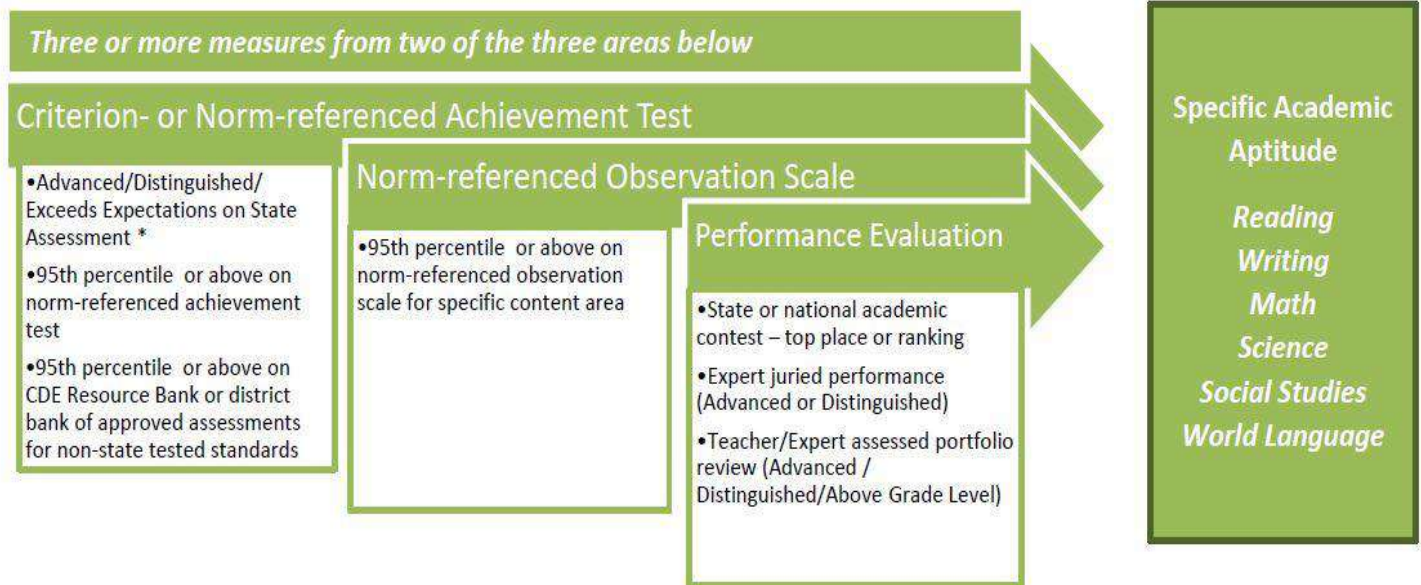 Three or more measures from two of the three areas below
Criterion- or Norm-referenced Achievement Test
•Advanced/Distinguished/
Exceeds Expectations on State
Assessment *
•95th percentile  or above on
norm-referenced achievement
test
•95th percentile  or above on
CDE Resource Bank or district
bank of approved assessments
for non-state tested standards
Norm-referenced Observation Scale
•95th percentile  or above on
norm-referenced observation
scale for specific content area
Performance Evaluation
•State or national academic
contest – top place or ranking
•Expert juried performance
(Advanced or Distinguished)
•Teacher/Expert assessed portfolio
review (Advanced /
Distinguished/Above Grade Level)
Specific Academic
Aptitude
Reading
Writing
Math
Science
Social Studies
World Language